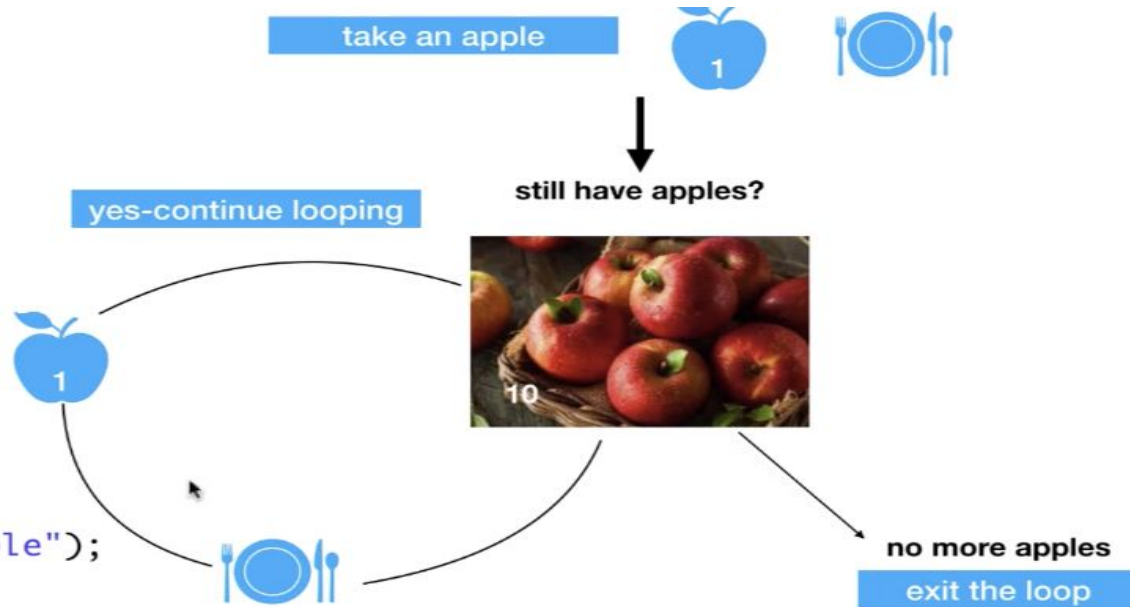 take an apple
1
still have apples?
yes-continue looping
1
10
le");
no more apples
exit the loop